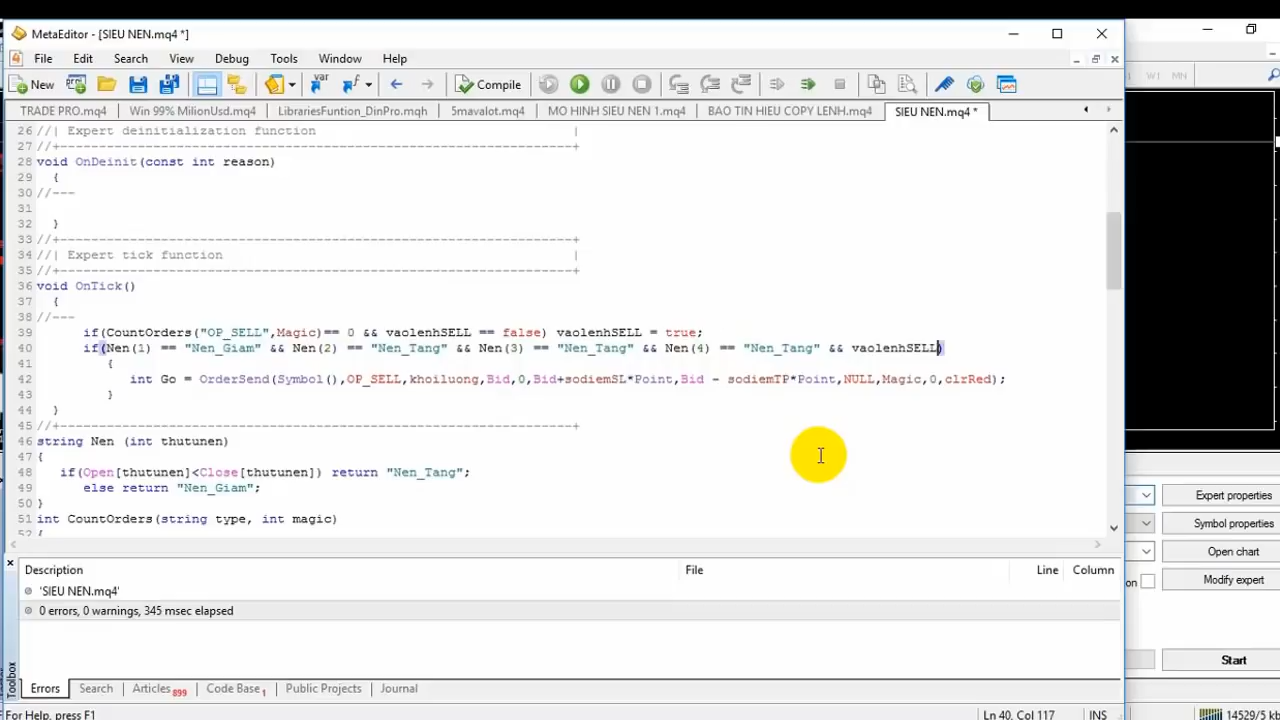 MetaEditor - [SIEU NEN.mq4 *]
File Edit Search View Debug Tools Window Help
New Compile
W1 MN
TRADE PRO.mq4 Win 99% MilionUsd.mq4 LibrariesFuntion_DinPro.mqh 5mavalot.mq4 MO HINH SIEU NEN 1.mq4 BAO TIN HIEU COPY LENH.mq4 SIEU NEN.mq4 *
26 //| Expert deinitialization function |
27 //+------------------------------------------------------------------+
28 void OnDeinit(const int reason)
29 {
30 //---
31
32 }
33 //+------------------------------------------------------------------+
34 //| Expert tick function |
35 //+------------------------------------------------------------------+
36 void OnTick()
37 {
38 //---
39 if(CountOrders("OP_SELL",Magic)== 0 && vaolenhSELL == false) vaolenhSELL = true;
40 if(Nen(1) == "Nen_Giam" && Nen(2) == "Nen_Tang" && Nen(3) == "Nen_Tang" && Nen(4) == "Nen_Tang" && vaolenhSELL)
41 {
42 int Go = OrderSend(Symbol(),OP_SELL,khoiluong,Bid,0,Bid+sodiemSL*Point,Bid - sodiemTP*Point,NULL,Magic,0,clrRed);
43 }
44 }
45 //+------------------------------------------------------------------+
46 string Nen (int thutunen)
47 {
48 if(Open[thutunen]<Close[thutunen]) return "Nen_Tang";
49 else return "Nen_Giam";
50 }
51 int CountOrders(string type, int magic)
52 {
Expert properties
Symbol properties
Open chart
on Modify expert
Start
Description File Line Column
'SIEU NEN.mq4'
0 errors, 0 warnings, 345 msec elapsed
Toolbox
Errors Search Articles 899 Code Base 1 Public Projects Journal
For Help, press F1 Ln 40, Col 117 INS 14529/5 kb